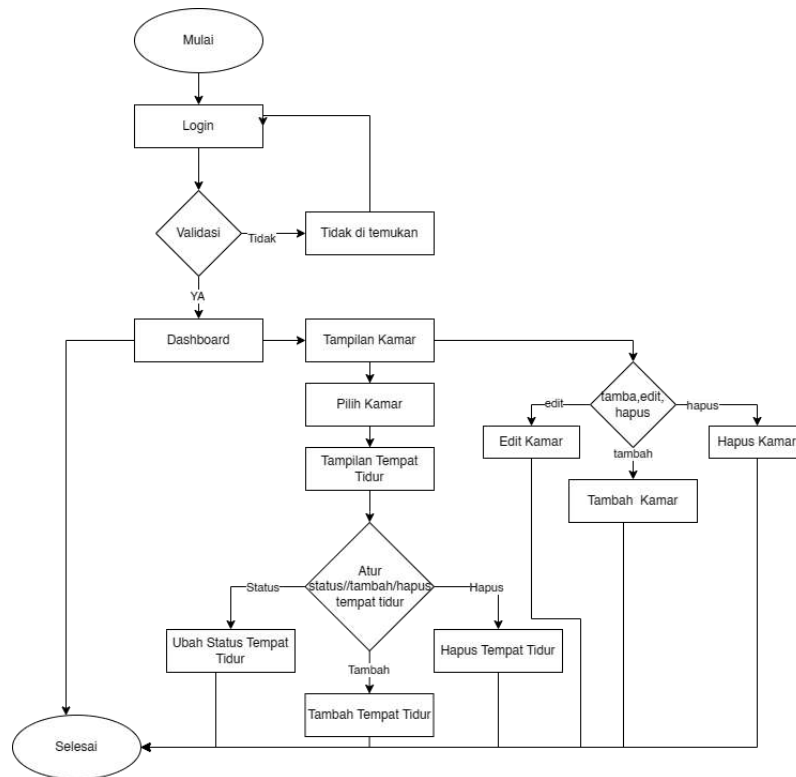 Mulai
Login
Validasi
Tidak
Tidak di temukan
YA
Dashboard
Tampilan Kamar
Pilih Kamar
tamba,edit,
hapus
edit
hapus
Edit Kamar
Hapus Kamar
tambah
Tambah Kamar
Tampilan Tempat
Tidur
Atur
status//tambah/hapus
tempat tidur
Status
Hapus
Ubah Status Tempat
Tidur
Hapus Tempat Tidur
Tambah
Tambah Tempat Tidur
Selesai